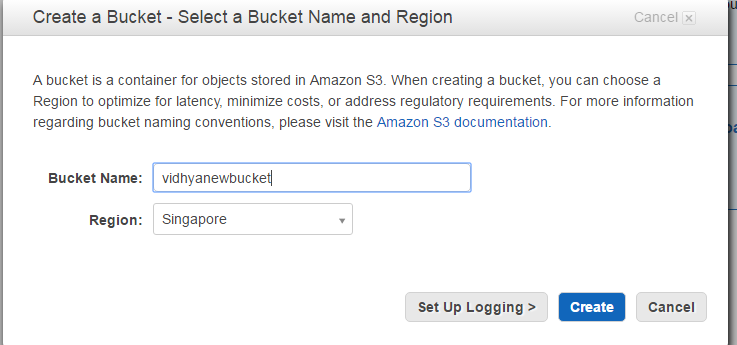 Create a Bucket - Select a Bucket Name and Region Cancel x
A bucket is a container for objects stored in Amazon S3. When creating a bucket, you can choose a
Region to optimize for latency, minimize costs, or address regulatory requirements. For more information
regarding bucket naming conventions, please visit the Amazon S3 documentation.
Bucket Name: vidhyanewbucket
Region: Singapore
Set Up Logging > Create Cancel